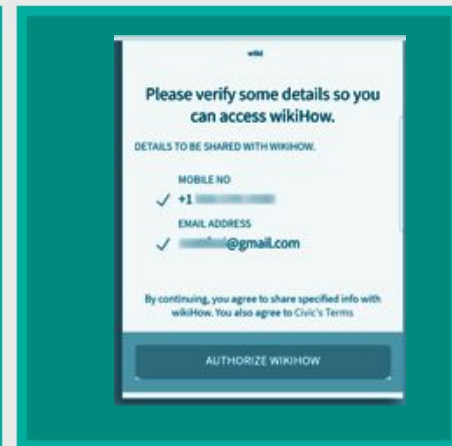 wiki
Please verify some details so you
can access wikiHow.
DETAILS TO BE SHARED WITH WIKIHOW.
MOBILE NO
+1
EMAIL ADDRESS
@gmail.com
By continuing, you agree to share specified info with
wikiHow. You also agree to Civic's Terms
AUTHORIZE WIKIHOW